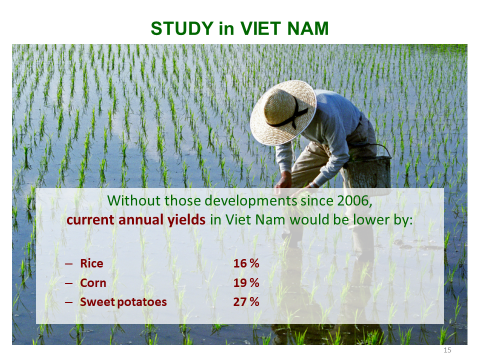 STUDY in VIET NAM
Without those developments since 2006,
current annual yields in Viet Nam would be lower by:
– Rice 16 %
– Corn 19 %
– Sweet potatoes 27 %
15